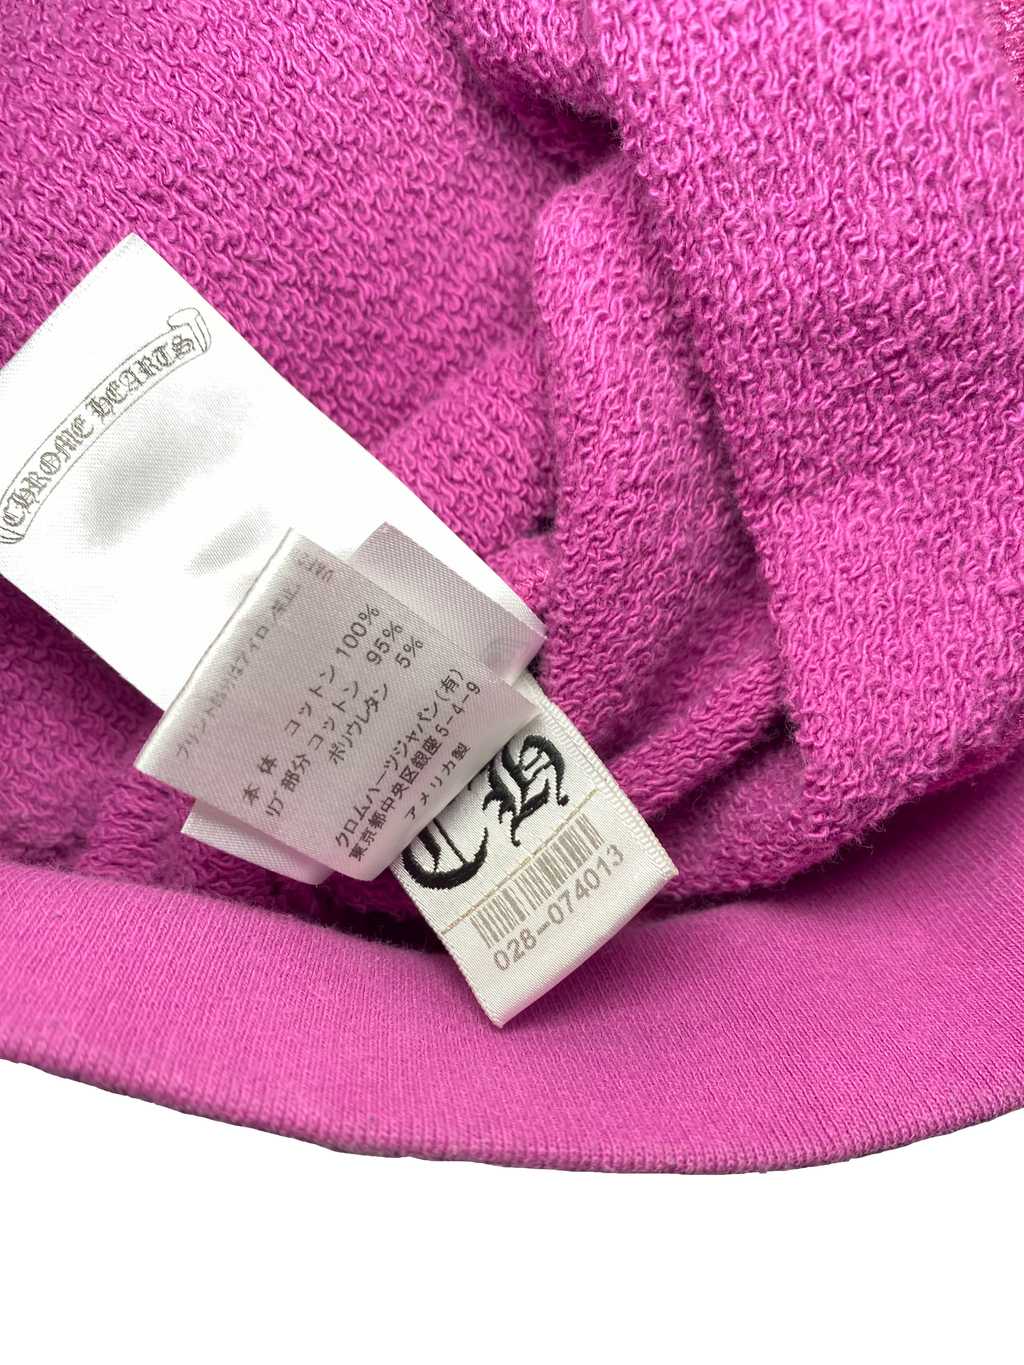 CHROME HEARTS
本 体 コットン 100%
ﾘﾌﾞ部分 コットン 95%
ポリウレタン 5%
クロムハーツジャパン(有)
東京都中央区銀座5-4-9
アメリカ製
CH
028-074013